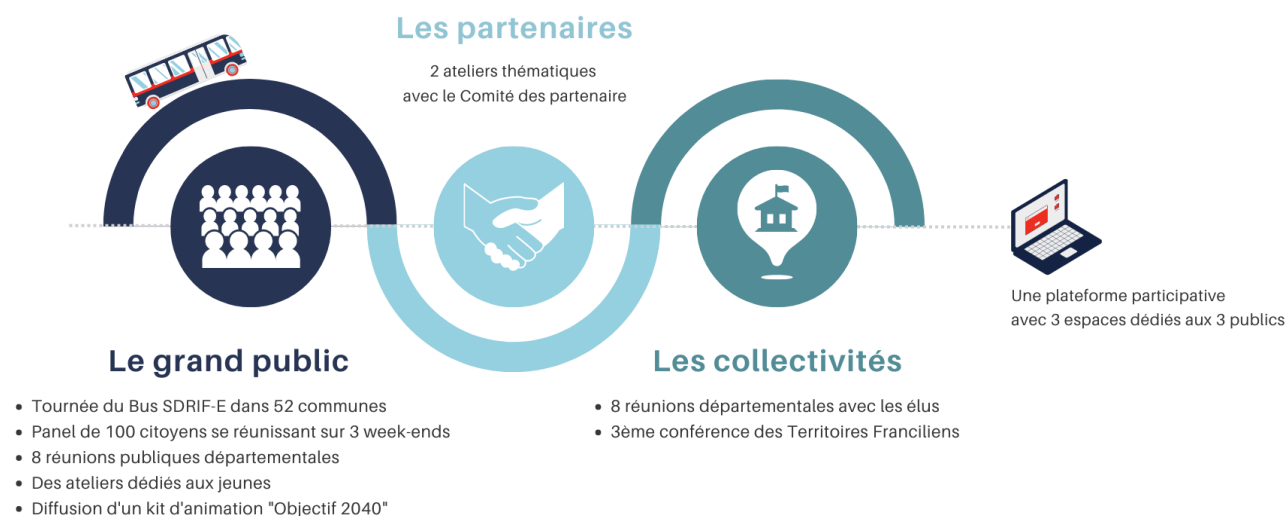 Les partenaires
2 ateliers thématiques
avec le Comité des partenaire
Le grand public
• Tournée du Bus SDRIF-E dans 52 communes
• Panel de 100 citoyens se réunissant sur 3 week-ends
• 8 réunions publiques départementales
• Des ateliers dédiés aux jeunes
• Diffusion d'un kit d'animation "Objectif 2040"
Les collectivités
• 8 réunions départementales avec les élus
• 3ème conférence des Territoires Franciliens
Une plateforme participative
avec 3 espaces dédiés aux 3 publics